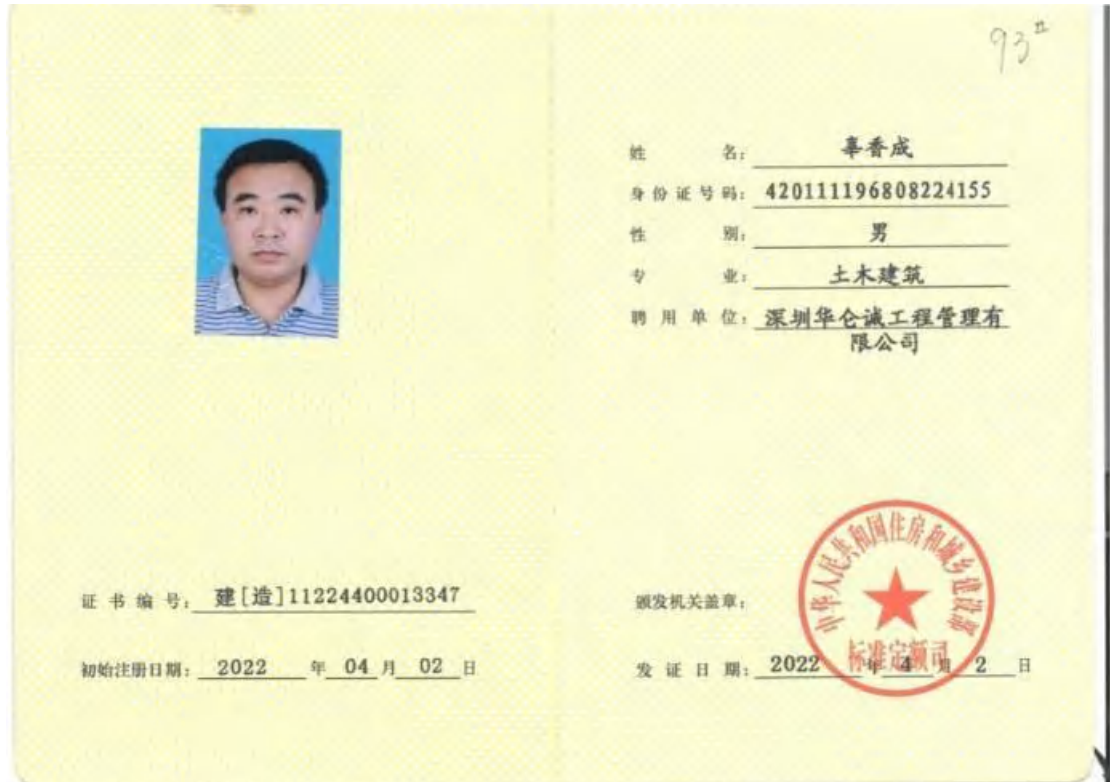 93
姓 名: 辜香成
身份证号码: 420111196808224155
性 别: 男
专 业: 土木建筑
聘用单位: 深圳华仑诚工程管理有
限公司
证书编号: 建[造]11224400013347
初始注册日期: 2022 年 04 月 02 日
颁发机关盖章:
中华人民共和国住房和城乡建设部
标准定额司
发证日期: 2022 年 4 月 2 日